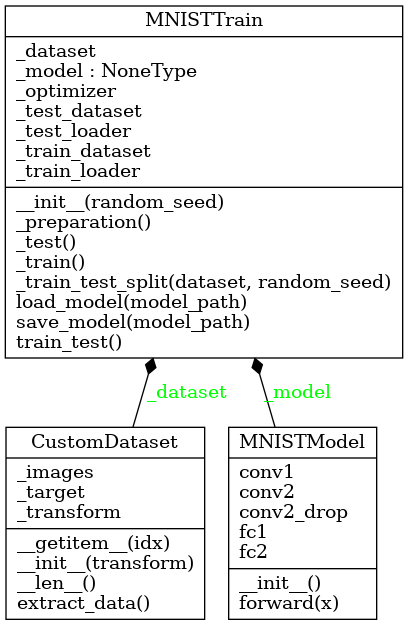 MNISTTrain
_dataset
_model : NoneType
_optimizer
_test_dataset
_test_loader
_train_dataset
_train_loader
__init__(random_seed)
_preparation()
_test()
_train()
_train_test_split(dataset, random_seed)
load_model(model_path)
save_model(model_path)
train_test()
_dataset
_model
CustomDataset
_images
_target
_transform
__getitem__(idx)
__init__(transform)
__len__()
extract_data()
MNISTModel
conv1
conv2
conv2_drop
fc1
fc2
__init__()
forward(x)